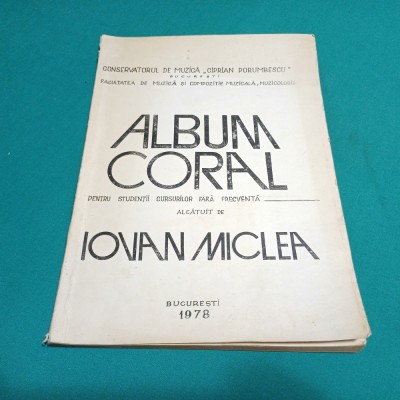 CONSERVATORUL DE MUZICĂ „CIPRIAN PORUMBESCU"
BUCUREȘTI
FACULTATEA DE MUZICĂ ȘI COMPOZIȚIE MUZICALĂ, MUZICOLOGIE
ALBUM
CORAL
PENTRU STUDENȚII CURSURILOR FĂRĂ FRECVENȚĂ
ALCĂTUIT DE
IOVAN MICLEA
BUCUREȘTI
1978